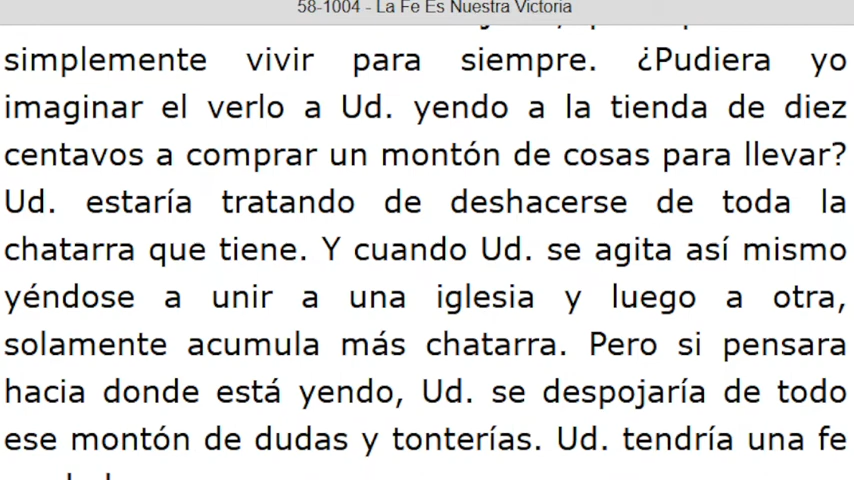 58-1004 - La Fe Es Nuestra Victoria
simplemente vivir para siempre. ¿Pudiera yo
imaginar el verlo a Ud. yendo a la tienda de diez
centavos a comprar un montón de cosas para llevar?
Ud. estaría tratando de deshacerse de toda la
chatarra que tiene. Y cuando Ud. se agita así mismo
yéndose a unir a una iglesia y luego a otra,
solamente acumula más chatarra. Pero si pensara
hacia donde está yendo, Ud. se despojaría de todo
ese montón de dudas y tonterías. Ud. tendría una fe